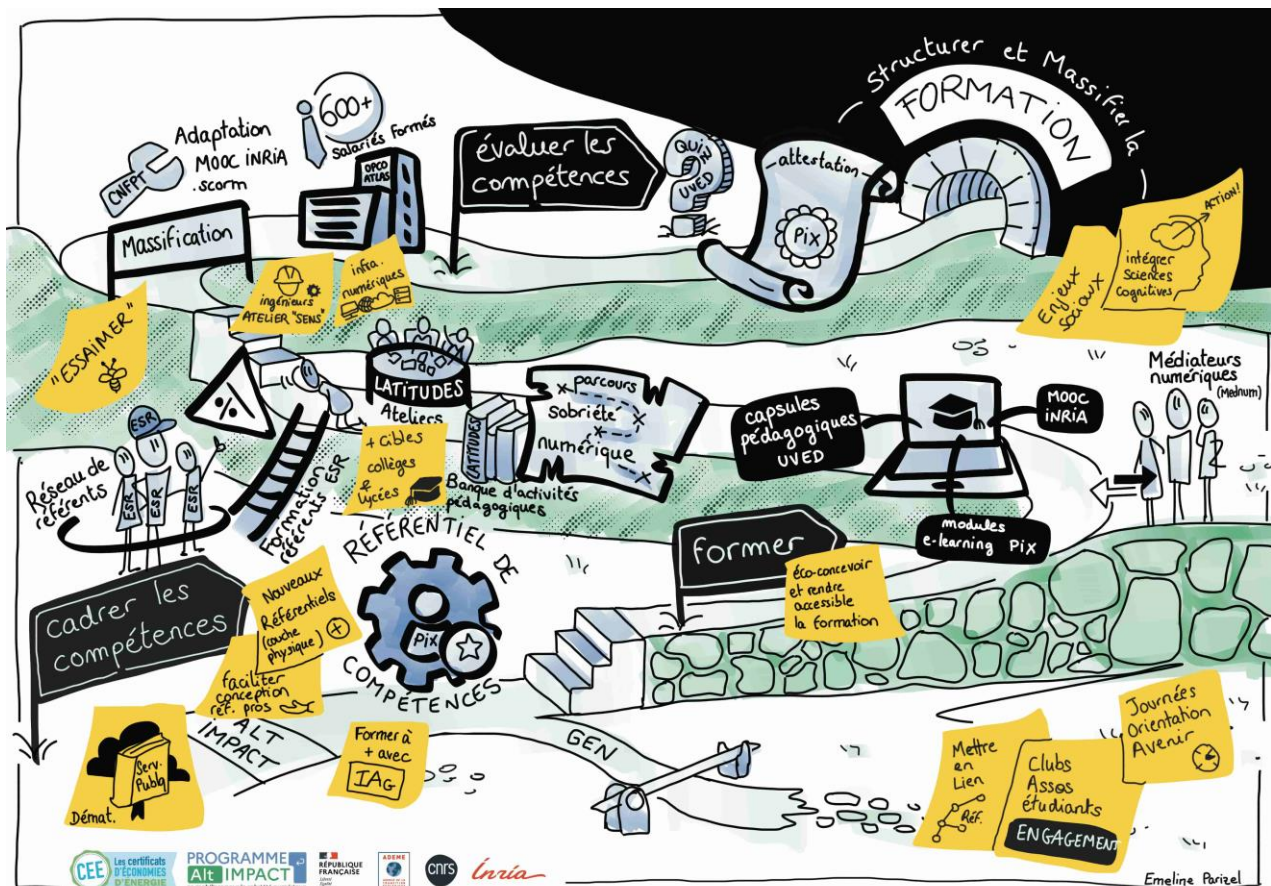 Structurer et Massifier la
FORMATION
600+
salariés formés
Adaptation
MOOC iNRiA
.scorm
CNFPT
OPCO
ATLAS
évaluer les
compétences
QUIZ
UVED
attestation
Pix
Massification
ingénieurs
ATELIER "SENS"
infra.
numériques
"ESSAIMER"
Enjeux
sociaux
ACTION!
intégrer
Sciences
Cognitives
%
LATITUDES
Ateliers
+ cibles
collèges
&
lycées
LATITUDES
Banque d'activités
pédagogiques
parcours
sobriété
numérique
capsules
pédagogiques
UVED
MOOC
iNRiA
modules
e-learning Pix
Médiateurs
numériques
(Mednum)
Réseau de
référents
ESR
ESR
ESR
ESR
Formation
référents ESR
RÉFÉRENTIEL DE
COMPÉTENCES
Pix
former
éco-concevoir
et rendre
accessible
la formation
cadrer les
compétences
Nouveaux
Référentiels
(couche
physique)
+
faciliter
conception
réf. pros
ALT
IMPACT
Serv.
Publq
Démat.
Former à
+ avec
IAG
GEN
Mettre
en
Lien
Réf.
Clubs
Assos
étudiants
ENGAGEMENT
Journées
Orientation
Avenir
CEE
Les certificats
D'ÉCONOMIES
D'ÉNERGIE
PROGRAMME
Alt IMPACT
RÉPUBLIQUE
FRANÇAISE
ADEME
cnrs
Inria
Emeline Parizel